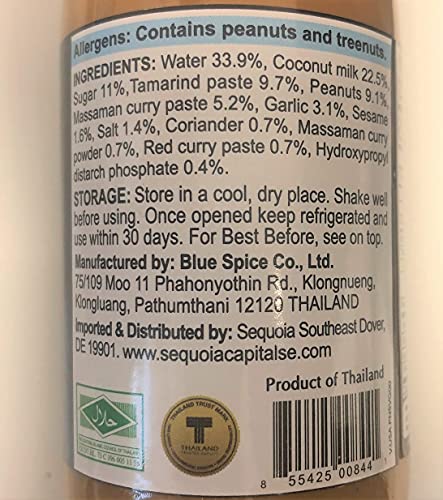 Allergens: Contains peanuts and treenuts.
INGREDIENTS: Water 33.9%, Coconut milk 22.5%,
Sugar 11%,Tamarind paste 9.7%, Peanuts 9.1%,
Massaman curry paste 5.2%, Garlic 3.1%, Sesame
1.6%, Salt 1.4%, Coriander 0.7%, Massaman curry
powder 0.7%, Red curry paste 0.7%, Hydroxypropyl
distarch phosphate 0.4%.
STORAGE: Store in a cool, dry place. Shake well
before using. Once opened keep refrigerated and
use within 30 days. For Best Before, see on top.
Manufactured by: Blue Spice Co., Ltd.
75/109 Moo 11 Phahonyothin Rd., Klongnueng,
Klongluang, Pathumthani 12120 THAILAND
Imported & Distributed by: Sequoia Southeast Dover,
DE 19901. www.sequoiacapitalse.com
Product of Thailand
حلال
THAILAND TRUST MARK
T
THAILAND
8 55425 00844